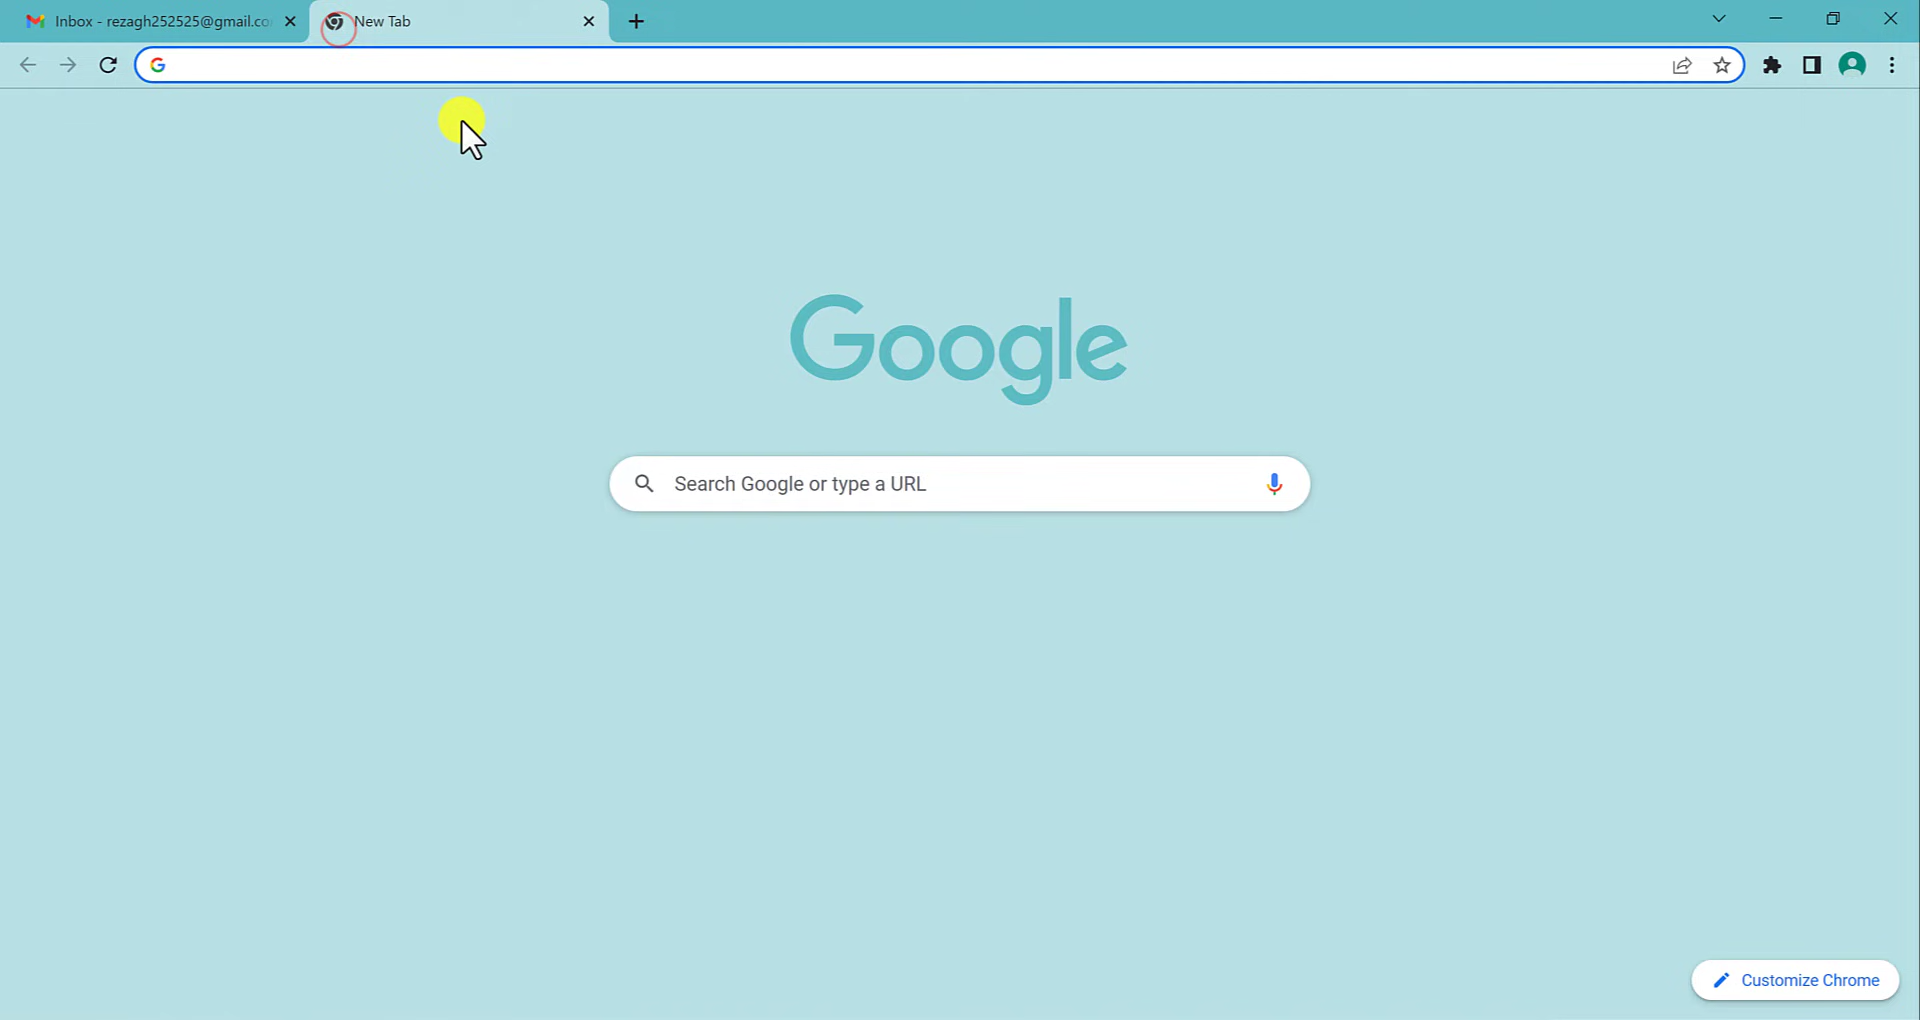 Inbox - rezagh252525@gmail.co
New Tab
Google
Search Google or type a URL
Customize Chrome